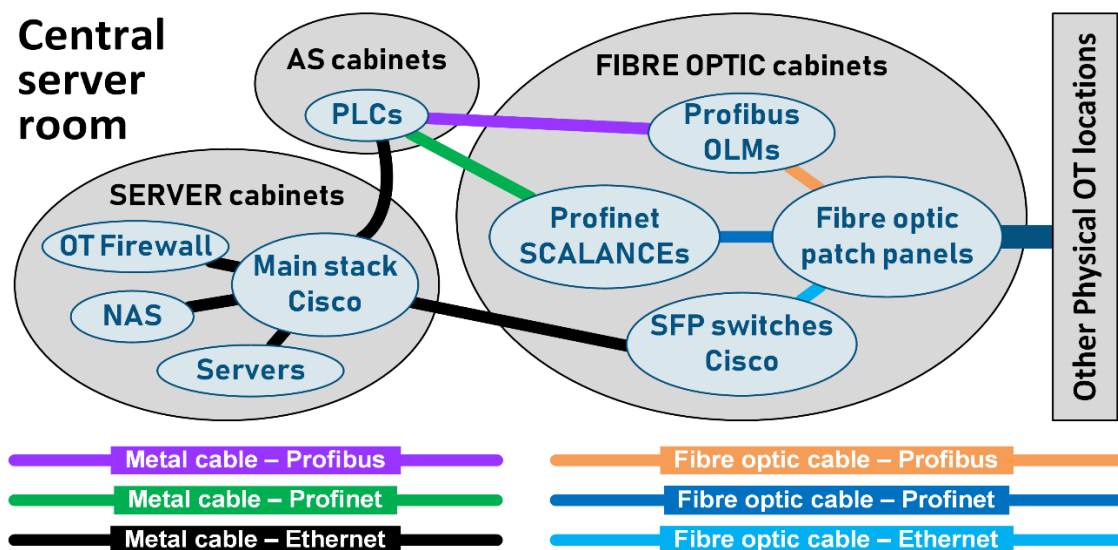 Central
server
room
AS cabinets
PLCs
FIBRE OPTIC cabinets
Profibus
OLMs
Profinet
SCALANCEs
Fibre optic
patch panels
SFP switches
Cisco
SERVER cabinets
OT Firewall
Main stack
Cisco
NAS
Servers
Other Physical OT locations
Metal cable – Profibus
Metal cable – Profinet
Metal cable – Ethernet
Fibre optic cable – Profibus
Fibre optic cable – Profinet
Fibre optic cable – Ethernet